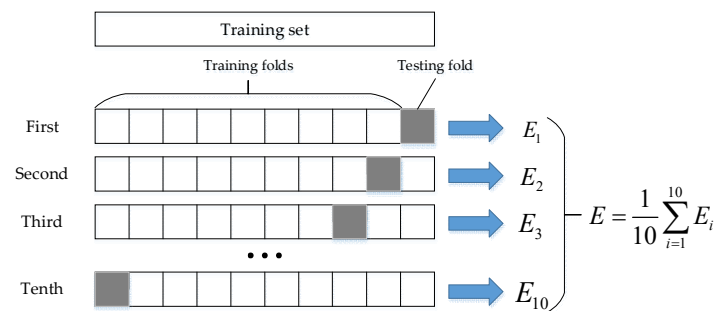 Training set
Training folds
Testing fold
First
E₁
Second
E₂
Third
E₃
E = 1/10 ∑_{i=1}^{10} E_i
•••
Tenth
E₁₀